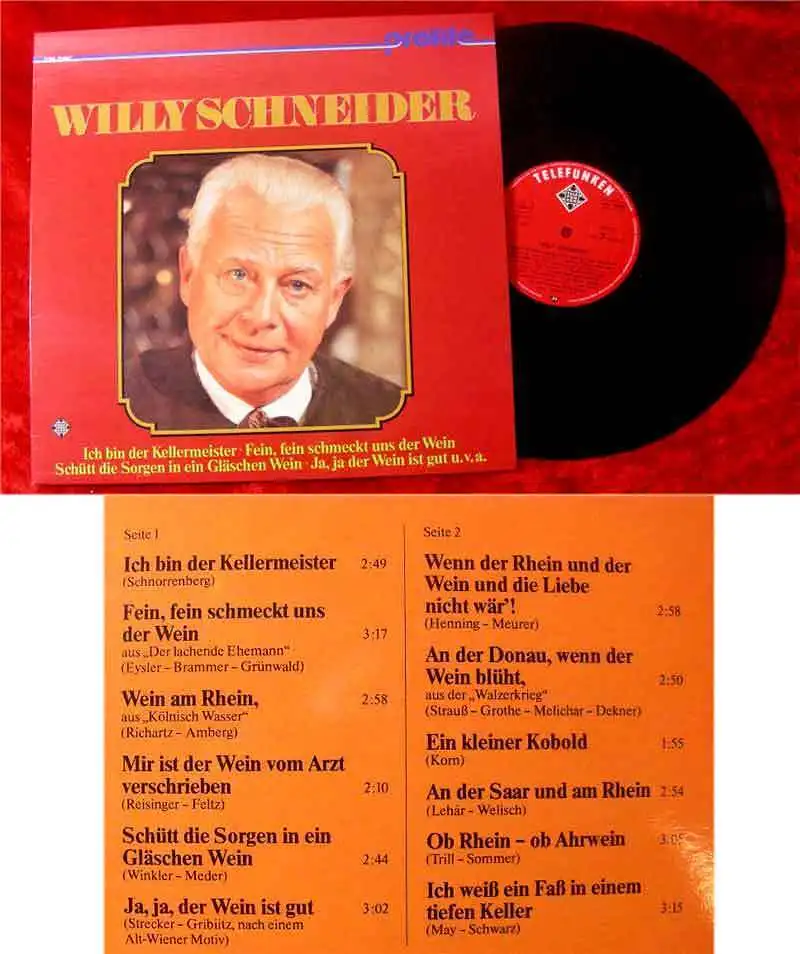 profile
WILLY SCHNEIDER
TELEFUNKEN
Ich bin der Kellermeister · Fein, fein schmeckt uns der Wein
Schütt die Sorgen in ein Gläschen Wein · Ja, ja der Wein ist gut u.v.a.
Seite 1
Ich bin der Kellermeister 2:49
(Schnorrenberg)
Fein, fein schmeckt uns
der Wein 3:17
aus „Der lachende Ehemann"
(Eysler – Brammer – Grünwald)
Wein am Rhein, 2:58
aus „Kölnisch Wasser"
(Richartz – Amberg)
Mir ist der Wein vom Arzt
verschrieben 2:10
(Reisinger – Feltz)
Schütt die Sorgen in ein
Gläschen Wein 2:44
(Winkler – Meder)
Ja, ja, der Wein ist gut 3:02
(Strecker – Gribitz, nach einem
Alt-Wiener Motiv)
Seite 2
Wenn der Rhein und der
Wein und die Liebe
nicht wär'! 2:58
(Henning – Meurer)
An der Donau, wenn der
Wein blüht, 2:50
aus der „Walzerkrieg"
(Strauß – Grothe – Melichar – Dekner)
Ein kleiner Kobold 1:55
(Korn)
An der Saar und am Rhein 2:54
(Lehár – Welisch)
Ob Rhein – ob Ahrwein 3:05
(Trill – Sommer)
Ich weiß ein Faß in einem
tiefen Keller 3:15
(May – Schwarz)